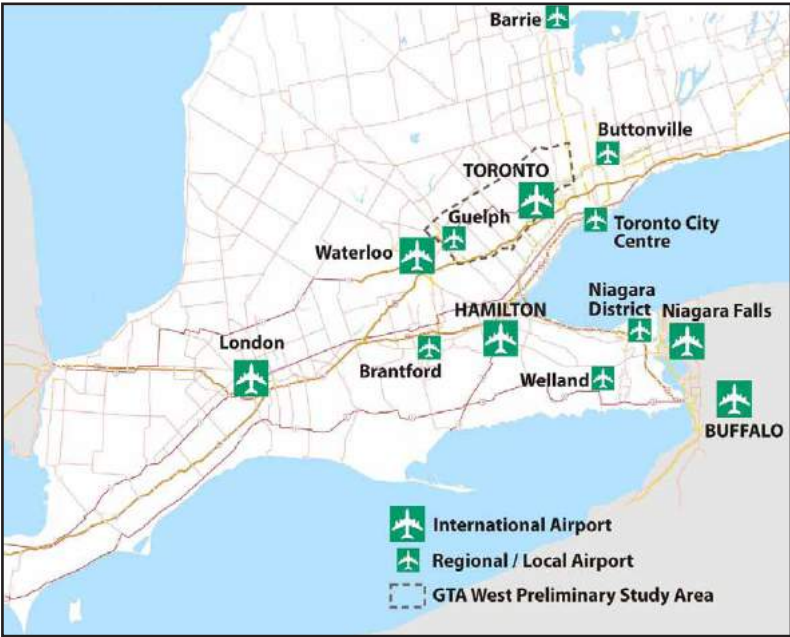 Barrie
Buttonville
TORONTO
Guelph
Toronto City
Centre
Waterloo
Niagara
District
Niagara Falls
HAMILTON
London
Brantford
Welland
BUFFALO
International Airport
Regional / Local Airport
GTA West Preliminary Study Area